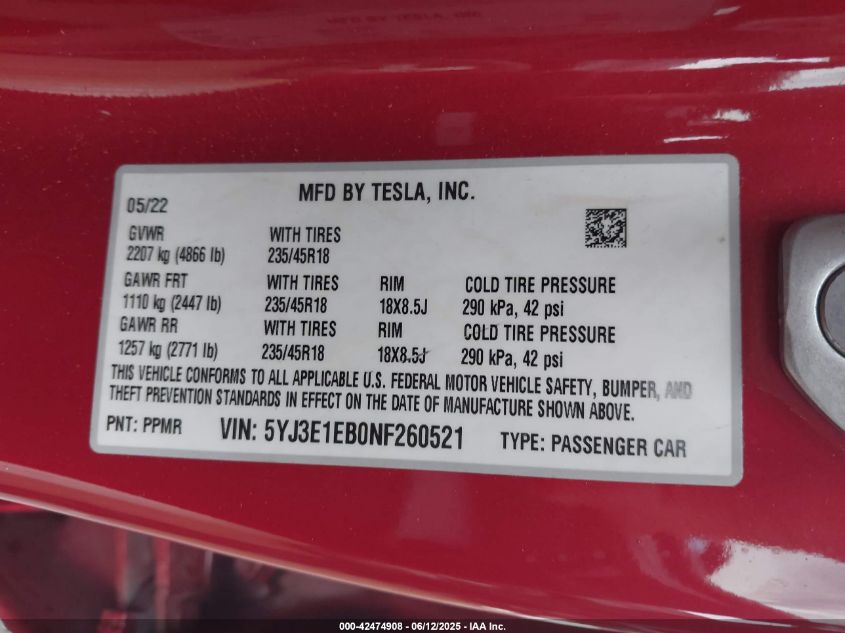 MFD BY TESLA, INC.
05/22
GVWR WITH TIRES
2207 kg (4866 lb) 235/45R18
GAWR FRT WITH TIRES RIM COLD TIRE PRESSURE
1110 kg (2447 lb) 235/45R18 18X8.5J 290 kPa, 42 psi
GAWR RR WITH TIRES RIM COLD TIRE PRESSURE
1257 kg (2771 lb) 235/45R18 18X8.5J 290 kPa, 42 psi
THIS VEHICLE CONFORMS TO ALL APPLICABLE U.S. FEDERAL MOTOR VEHICLE SAFETY, BUMPER, AND
THEFT PREVENTION STANDARDS IN EFFECT ON THE DATE OF MANUFACTURE SHOWN ABOVE.
PNT: PPMR VIN: 5YJ3E1EB0NF260521 TYPE: PASSENGER CAR
000-42474908 - 06/12/2025 - IAA Inc.